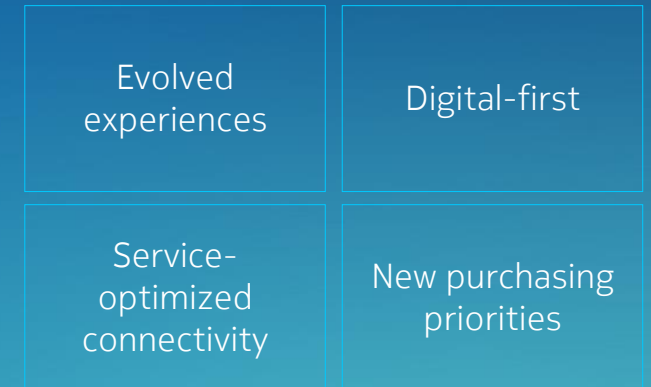 Evolved
experiences
Digital-first
Service-
optimized
connectivity
New purchasing
priorities